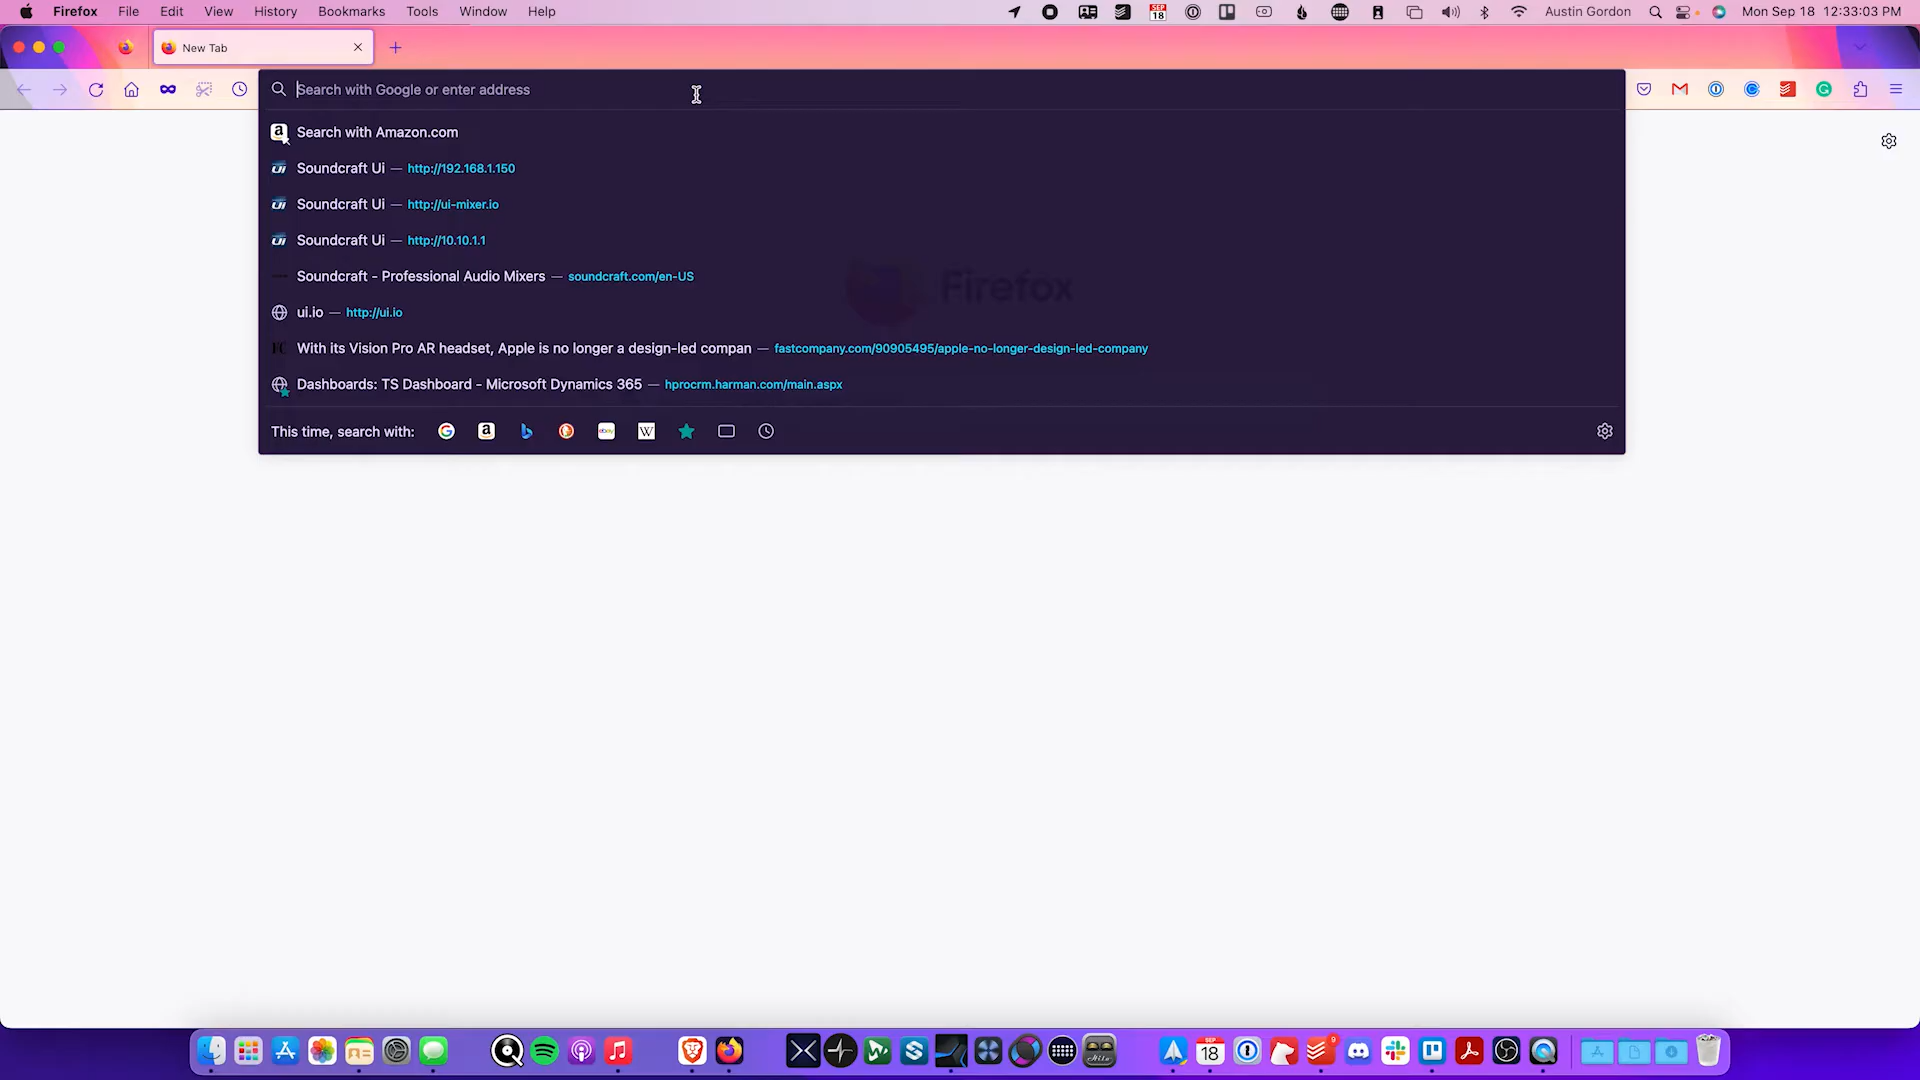 Firefox File Edit View History Bookmarks Tools Window Help
SEP
18
Austin Gordon
Mon Sep 18 12:33:03 PM
New Tab
Search with Google or enter address
Search with Amazon.com
Soundcraft Ui — http://192.168.1.150
Soundcraft Ui — http://ui-mixer.io
Soundcraft Ui — http://10.10.1.1
Soundcraft - Professional Audio Mixers — soundcraft.com/en-US
Firefox
ui.io — http://ui.io
With its Vision Pro AR headset, Apple is no longer a design-led compan — fastcompany.com/90905495/apple-no-longer-design-led-company
Dashboards: TS Dashboard - Microsoft Dynamics 365 — hprocrm.harman.com/main.aspx
This time, search with:
SEP
18
9